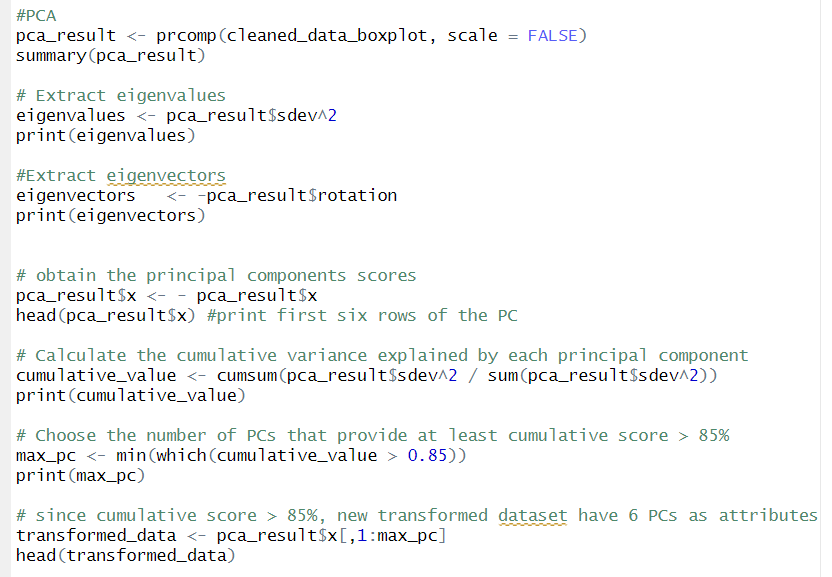 #PCA
pca_result <- prcomp(cleaned_data_boxplot, scale = FALSE)
summary(pca_result)
# Extract eigenvalues
eigenvalues <- pca_result$sdev^2
print(eigenvalues)
#Extract eigenvectors
eigenvectors   <- -pca_result$rotation
print(eigenvectors)
# obtain the principal components scores
pca_result$x <- - pca_result$x
head(pca_result$x) #print first six rows of the PC
# Calculate the cumulative variance explained by each principal component
cumulative_value <- cumsum(pca_result$sdev^2 / sum(pca_result$sdev^2))
print(cumulative_value)
# Choose the number of PCs that provide at least cumulative score > 85%
max_pc <- min(which(cumulative_value > 0.85))
print(max_pc)
# since cumulative score > 85%, new transformed dataset have 6 PCs as attributes
transformed_data <- pca_result$x[,1:max_pc]
head(transformed_data)